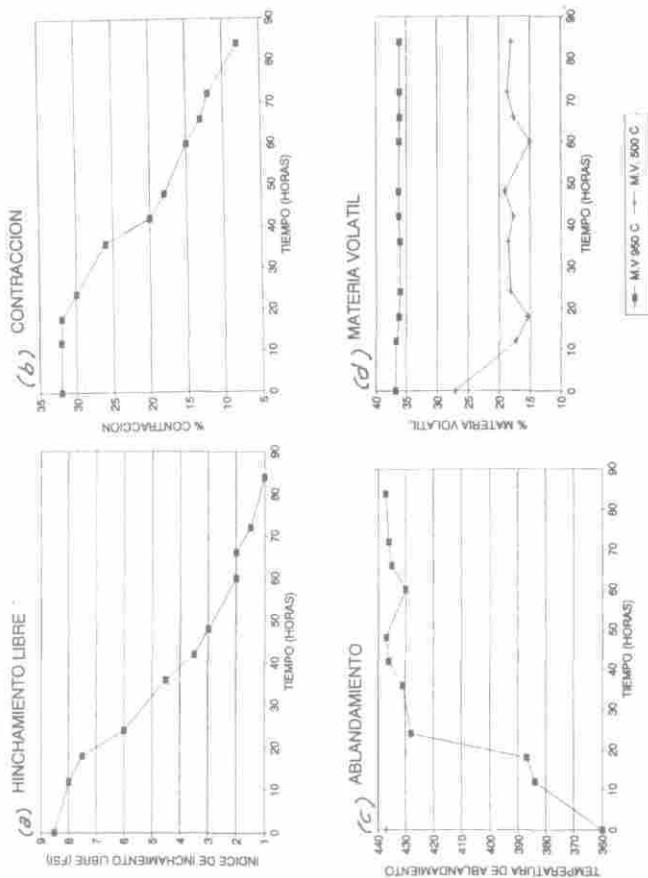 (a) HINCHAMIENTO LIBRE
INDICE DE INCHAMIENTO LIBRE (FSI)
9
8
7
6
5
4
3
2
1
0 10 20 30 40 50 60 70 80 90
TIEMPO (HORAS)
(b) CONTRACCION
% CONTRACCION
35
30
25
20
15
10
5
0 10 20 30 40 50 60 70 80 90
TIEMPO (HORAS)
(c) ABLANDAMIENTO
TEMPERATURA DE ABLANDAMIENTO
440
430
420
410
400
390
380
370
360
0 10 20 30 40 50 60 70 80 90
TIEMPO (HORAS)
(d) MATERIA VOLATIL
% MATERIA VOLATIL
40
35
30
25
20
15
10
0 10 20 30 40 50 60 70 80 90
TIEMPO (HORAS)
M.V 950 C M.V. 500 C